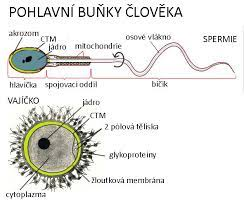 POHLAVNÍ BUŇKY ČLOVĚKA
akrozom
CTM
jádro
mitochondrie
osové vlákno
SPERMIE
hlavička
spojovací oddíl
bičík
VAJÍČKO
jádro
CTM
2 pólová tělíska
glykoproteiny
žloutková membrána
cytoplazma